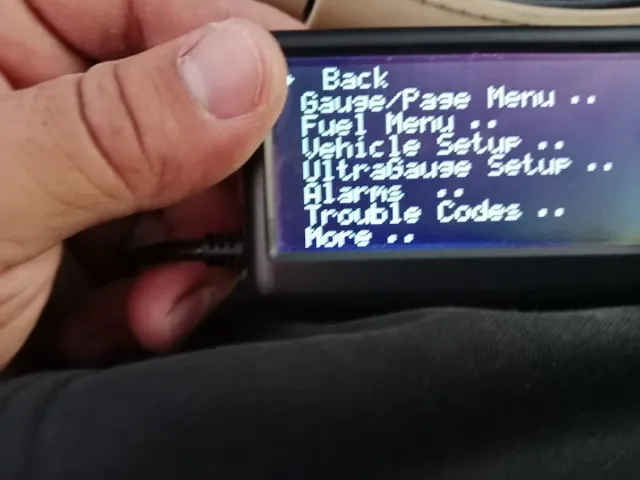 Back
Gauge/Page Menu ..
Fuel Menu ..
Vehicle Setup ..
UltraGauge Setup ..
Alarms ..
Trouble Codes ..
More ..